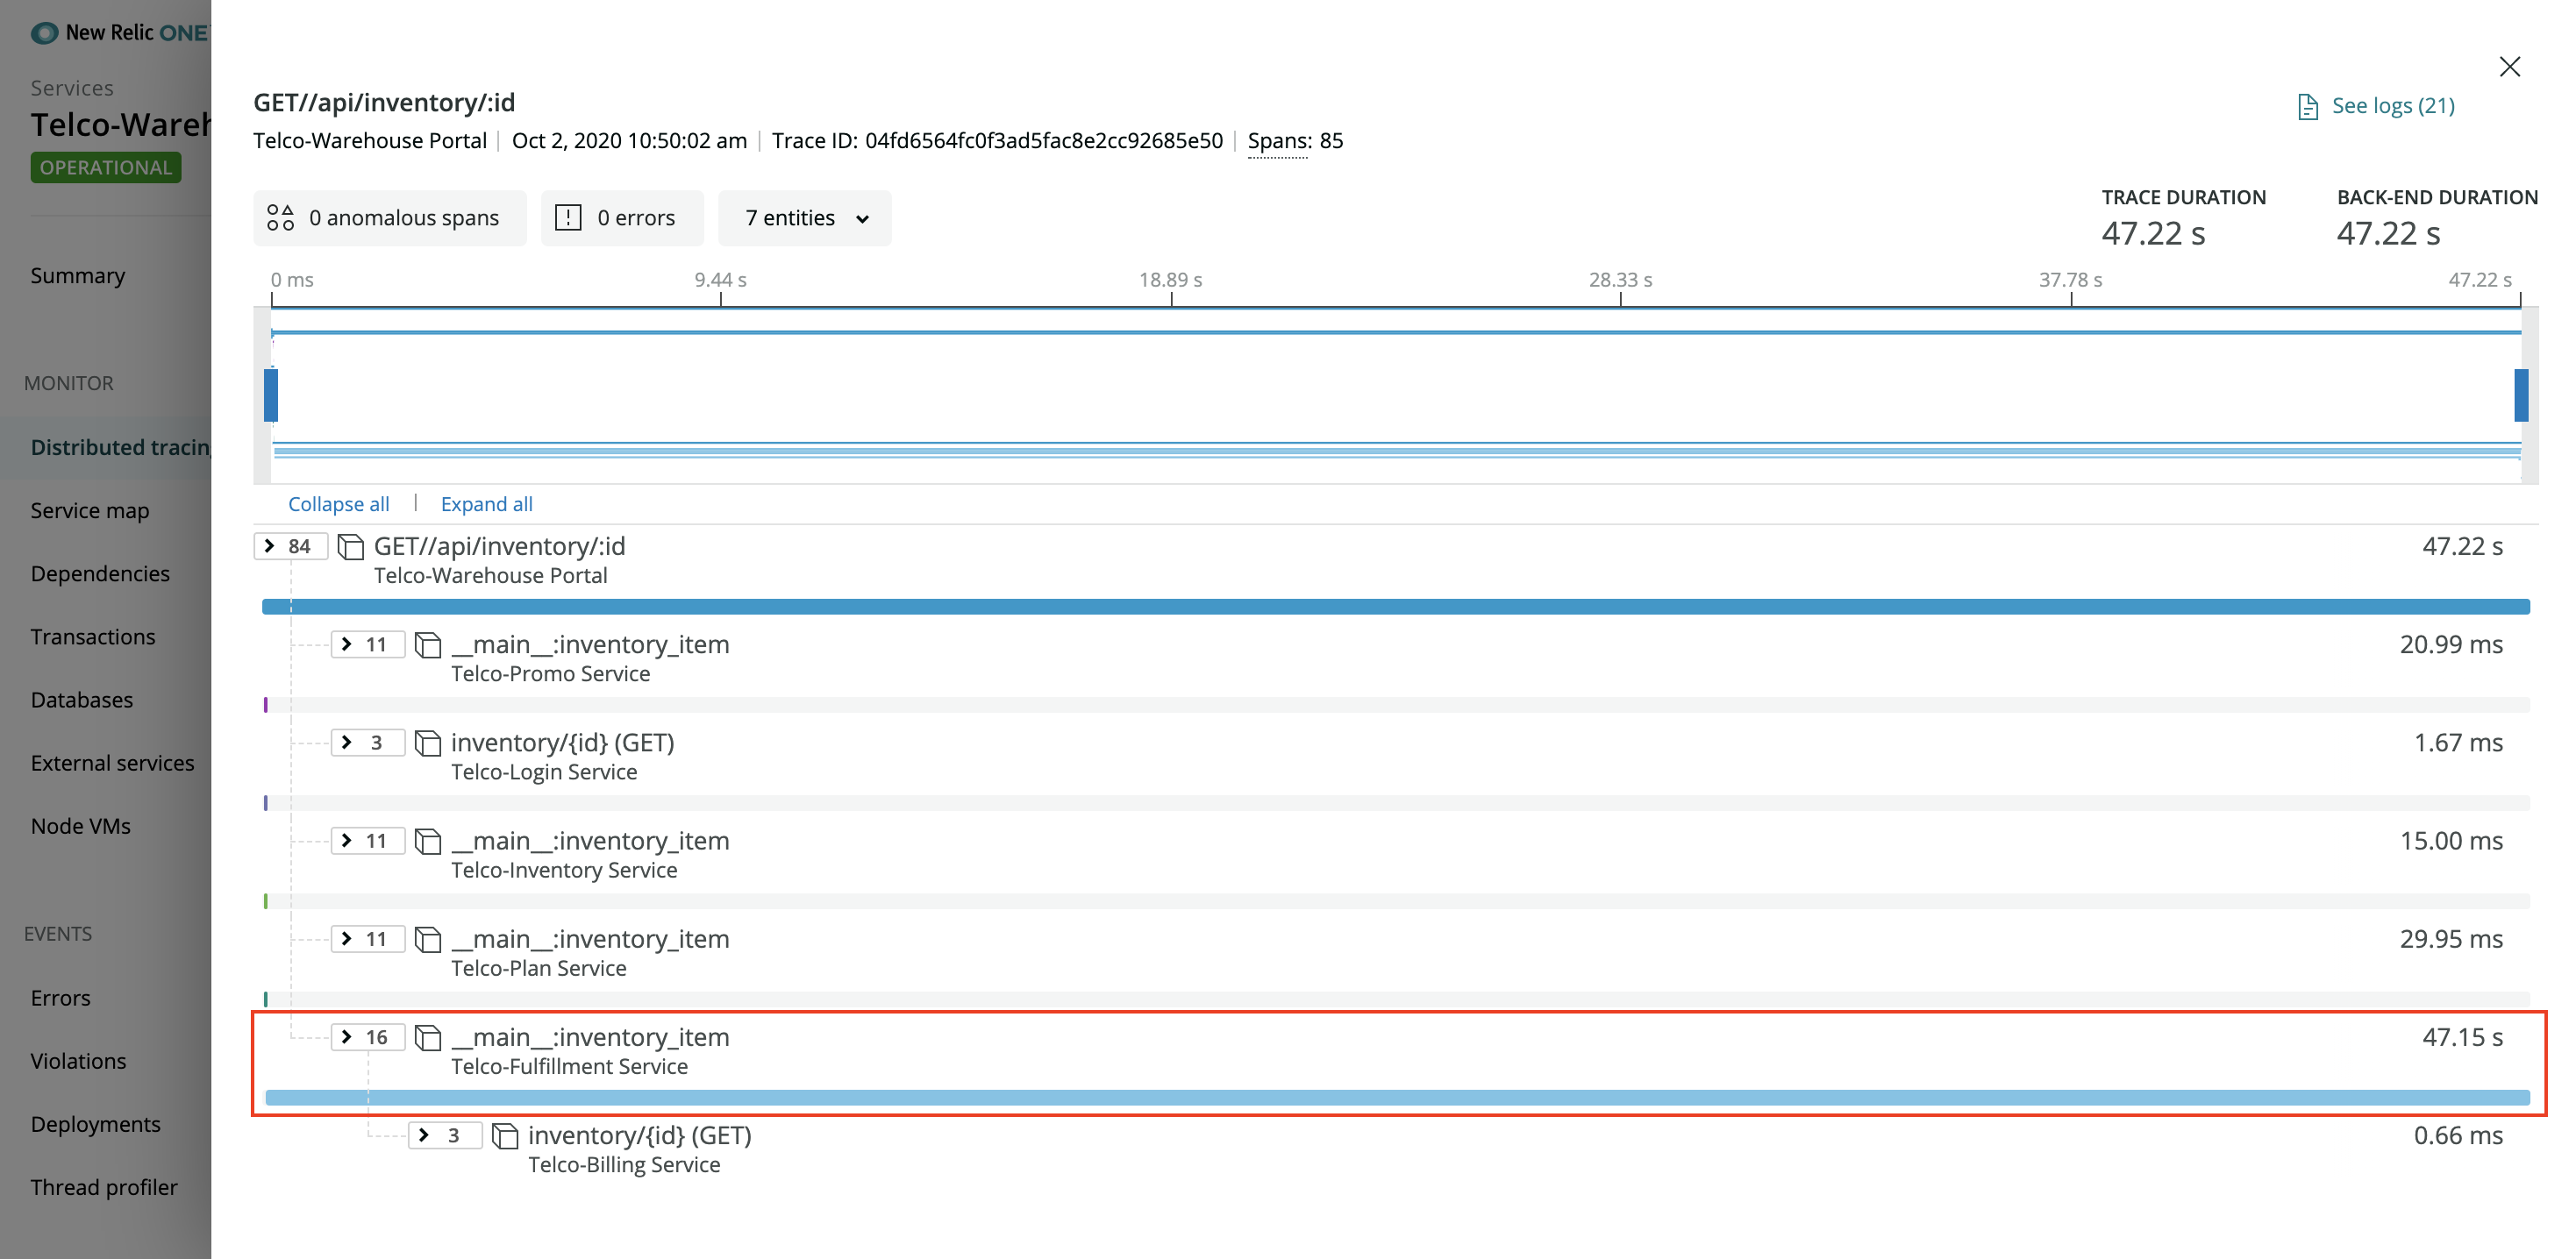 New Relic ONE
Services
Telco-Wareh
OPERATIONAL
Summary
MONITOR
Distributed tracing
Service map
Dependencies
Transactions
Databases
External services
Node VMs
EVENTS
Errors
Violations
Deployments
Thread profiler
GET//api/inventory/:id
See logs (21)
Telco-Warehouse Portal | Oct 2, 2020 10:50:02 am | Trace ID: 04fd6564fc0f3ad5fac8e2cc92685e50 | Spans: 85
0 anomalous spans
0 errors
7 entities
TRACE DURATION
47.22 s
BACK-END DURATION
47.22 s
0 ms 9.44 s 18.89 s 28.33 s 37.78 s 47.22 s
Collapse all | Expand all
84 GET//api/inventory/:id 47.22 s
Telco-Warehouse Portal
11 __main__:inventory_item 20.99 ms
Telco-Promo Service
3 inventory/{id} (GET) 1.67 ms
Telco-Login Service
11 __main__:inventory_item 15.00 ms
Telco-Inventory Service
11 __main__:inventory_item 29.95 ms
Telco-Plan Service
16 __main__:inventory_item 47.15 s
Telco-Fulfillment Service
3 inventory/{id} (GET) 0.66 ms
Telco-Billing Service